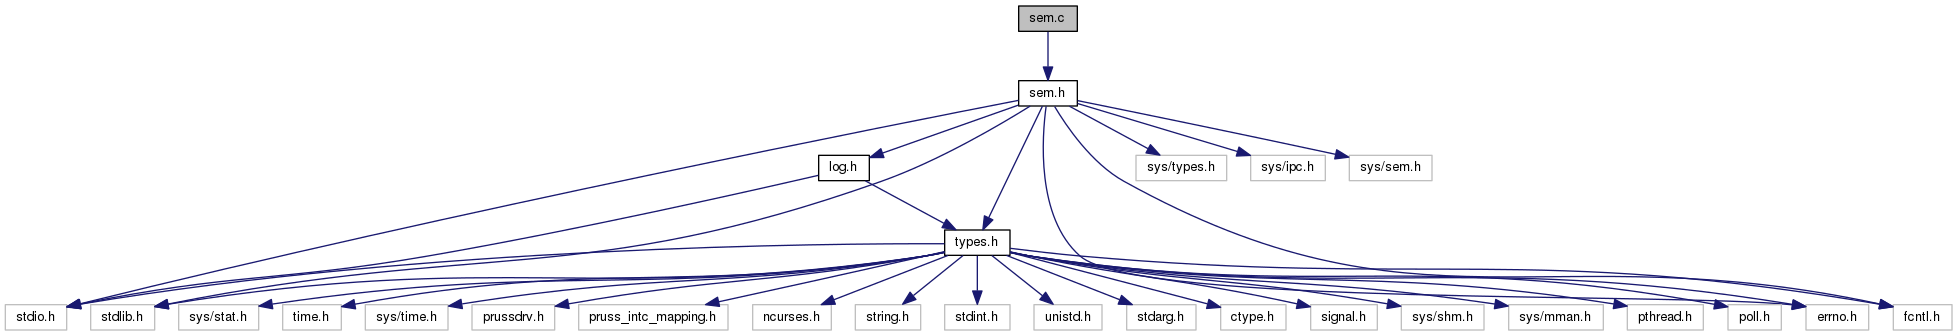 sem.c
sem.h
log.h
sys/types.h
sys/ipc.h
sys/sem.h
types.h
stdio.h
stdlib.h
sys/stat.h
time.h
sys/time.h
prussdrv.h
pruss_intc_mapping.h
ncurses.h
string.h
stdint.h
unistd.h
stdarg.h
ctype.h
signal.h
sys/shm.h
sys/mman.h
pthread.h
poll.h
errno.h
fcntl.h